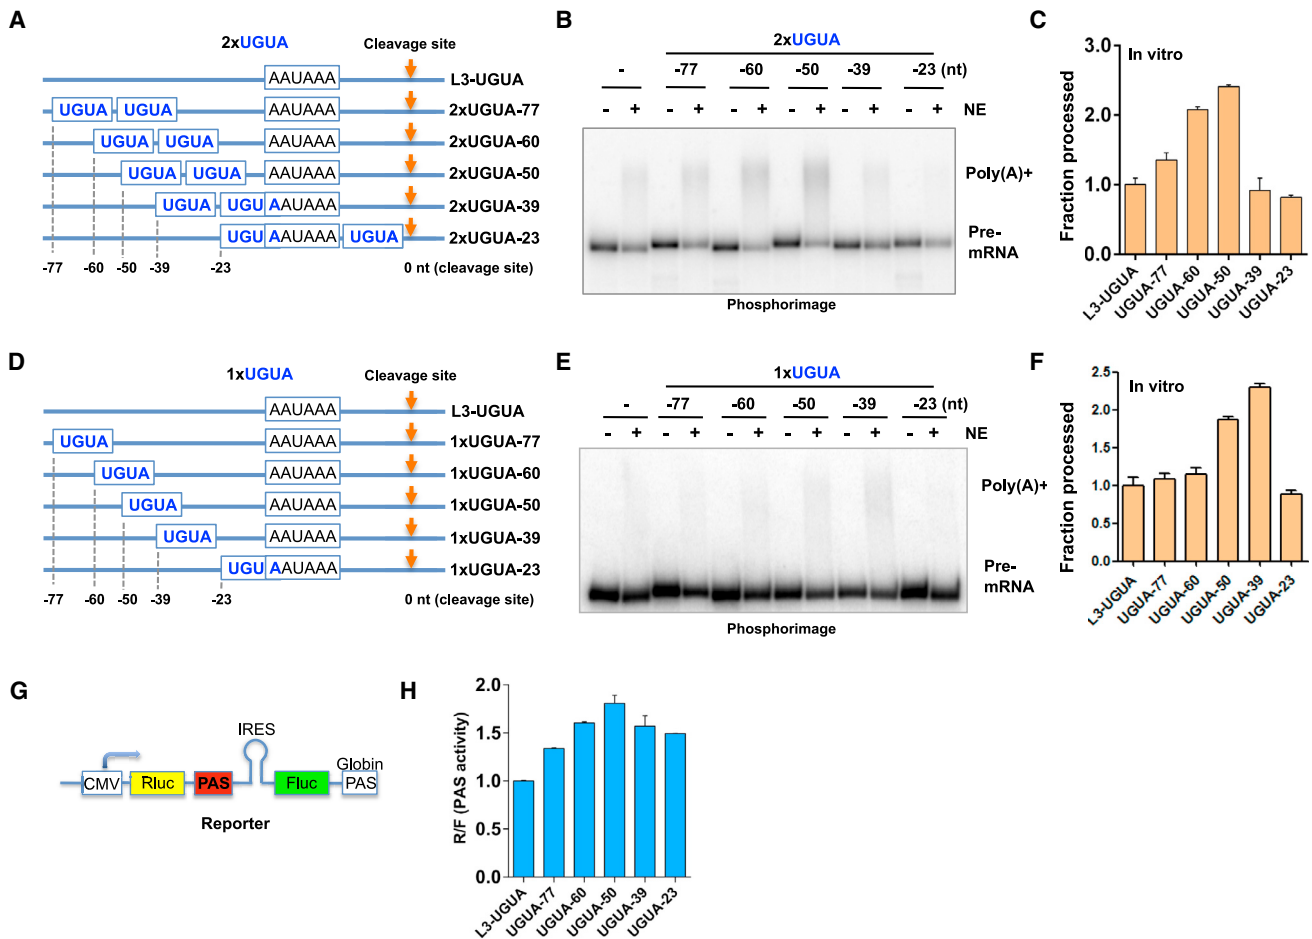 A
2xUGUA
Cleavage site
AAUAAA
L3-UGUA
UGUA UGUA
2xUGUA-77
UGUA UGUA
AAUAAA
2xUGUA-60
UGUA UGUA
AAUAAA
2xUGUA-50
UGUA UGU AAUAAA
2xUGUA-39
UGU AAUAAA UGUA
2xUGUA-23
-77 -60 -50 -39 -23 0 nt (cleavage site)
B
2xUGUA
- -77 -60 -50 -39 -23 (nt)
- + - + - + - + - + - + NE
Poly(A)+
Pre-
mRNA
Phosphorimage
C
In vitro
Fraction processed
3.0
2.0
1.0
0.0
L3-UGUA
UGUA-77
UGUA-60
UGUA-50
UGUA-39
UGUA-23
D
1xUGUA
Cleavage site
AAUAAA
L3-UGUA
UGUA
AAUAAA
1xUGUA-77
UGUA
AAUAAA
1xUGUA-60
UGUA
AAUAAA
1xUGUA-50
UGUA
AAUAAA
1xUGUA-39
UGU AAUAAA
1xUGUA-23
-77 -60 -50 -39 -23 0 nt (cleavage site)
E
1xUGUA
- -77 -60 -50 -39 -23 (nt)
- + - + - + - + - + - + NE
Poly(A)+
Pre-
mRNA
Phosphorimage
F
In vitro
Fraction processed
2.5
2.0
1.5
1.0
0.5
0.0
L3-UGUA
UGUA-77
UGUA-60
UGUA-50
UGUA-39
UGUA-23
G
IRES
Globin
CMV Rluc PAS Fluc PAS
Reporter
H
R/F (PAS activity)
2.0
1.5
1.0
0.5
0.0
L3-UGUA
UGUA-77
UGUA-60
UGUA-50
UGUA-39
UGUA-23